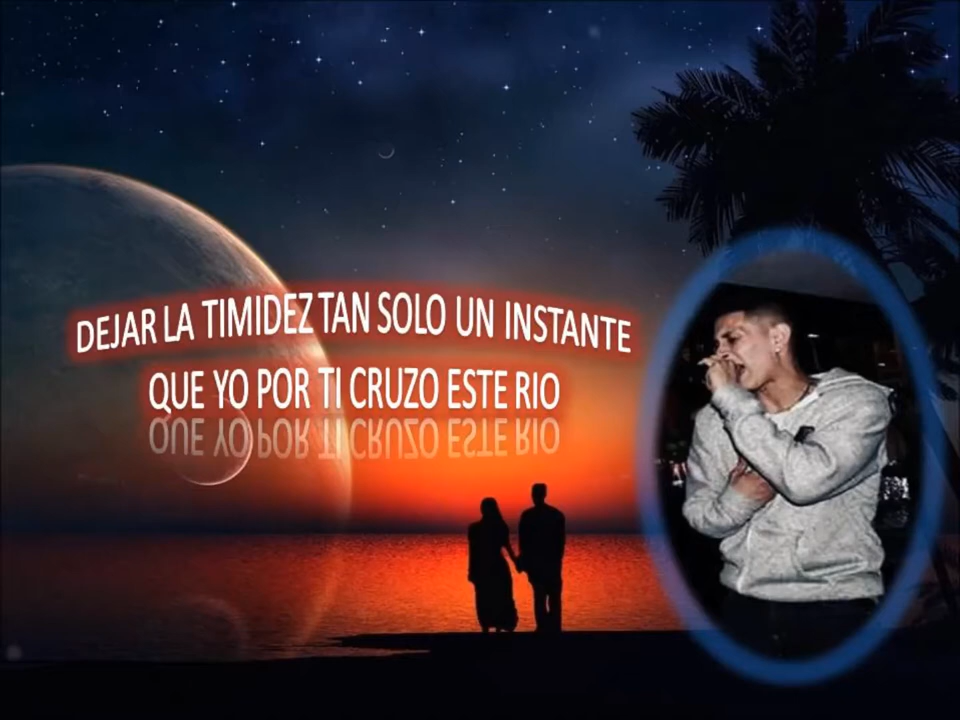 DEJAR LA TIMIDEZ TAN SOLO UN INSTANTE
QUE YO POR TI CRUZO ESTE RIO